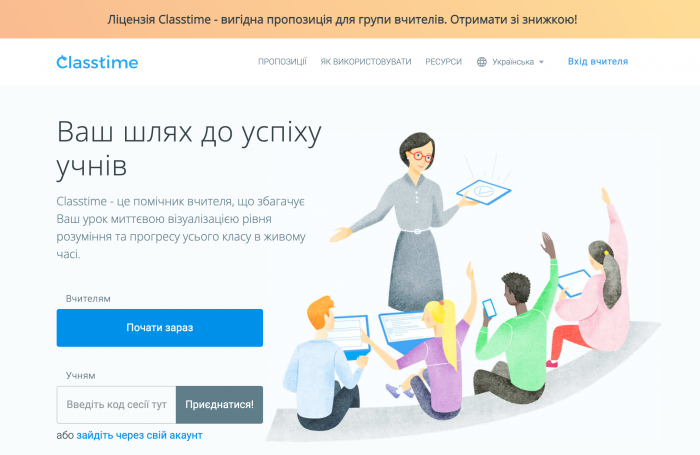 Ліцензія Classtime - вигідна пропозиція для групи вчителів. Отримати зі знижкою!
Classtime
ПРОПОЗИЦІЇ ЯК ВИКОРИСТОВУВАТИ РЕСУРСИ Українська Вхід вчителя
Ваш шлях до успіху
учнів
Classtime - це помічник вчителя, що збагачує
Ваш урок миттєвою візуалізацією рівня
розуміння та прогресу усього класу в живому
часі.
Вчителям
Почати зараз
Учням
Введіть код сесії тут Приєднатися!
або зайдіть через свій акаунт